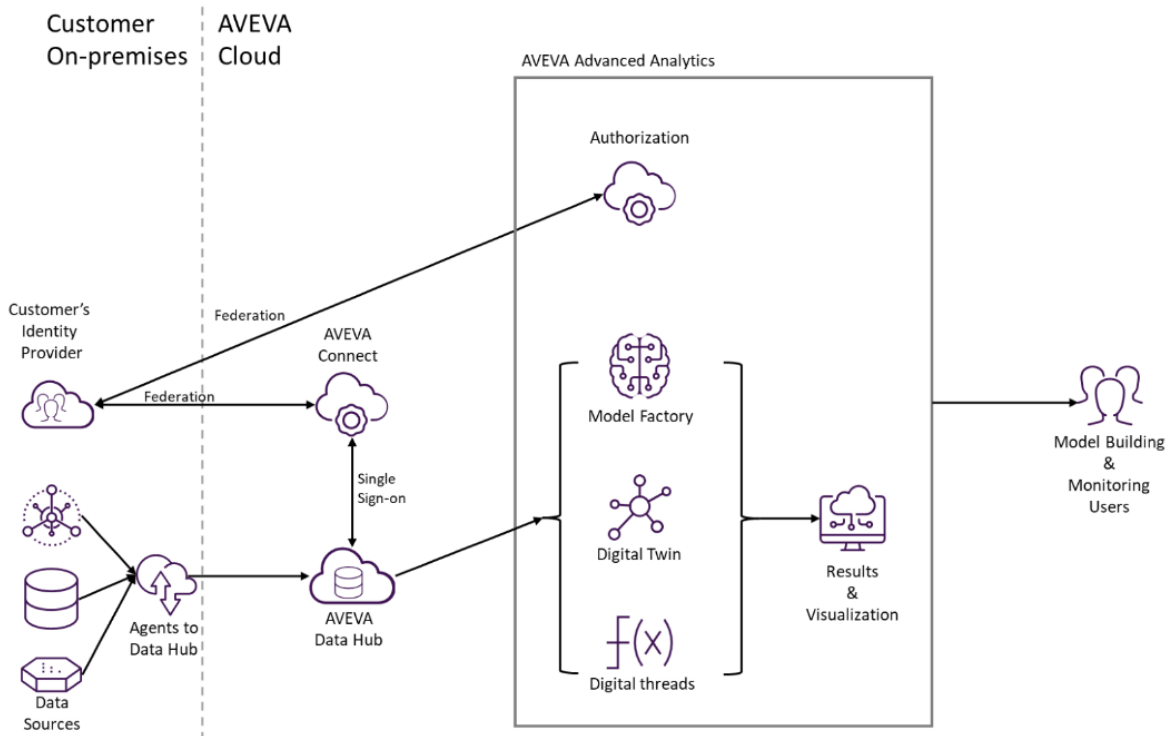 Customer
On-premises
AVEVA
Cloud
AVEVA Advanced Analytics
Authorization
Customer's
Identity
Provider
Federation
Federation
AVEVA
Connect
Single
Sign-on
Model Factory
Digital Twin
Digital threads
Results
&
Visualization
Model Building
&
Monitoring
Users
Agents to
Data Hub
AVEVA
Data Hub
Data
Sources
f(x)